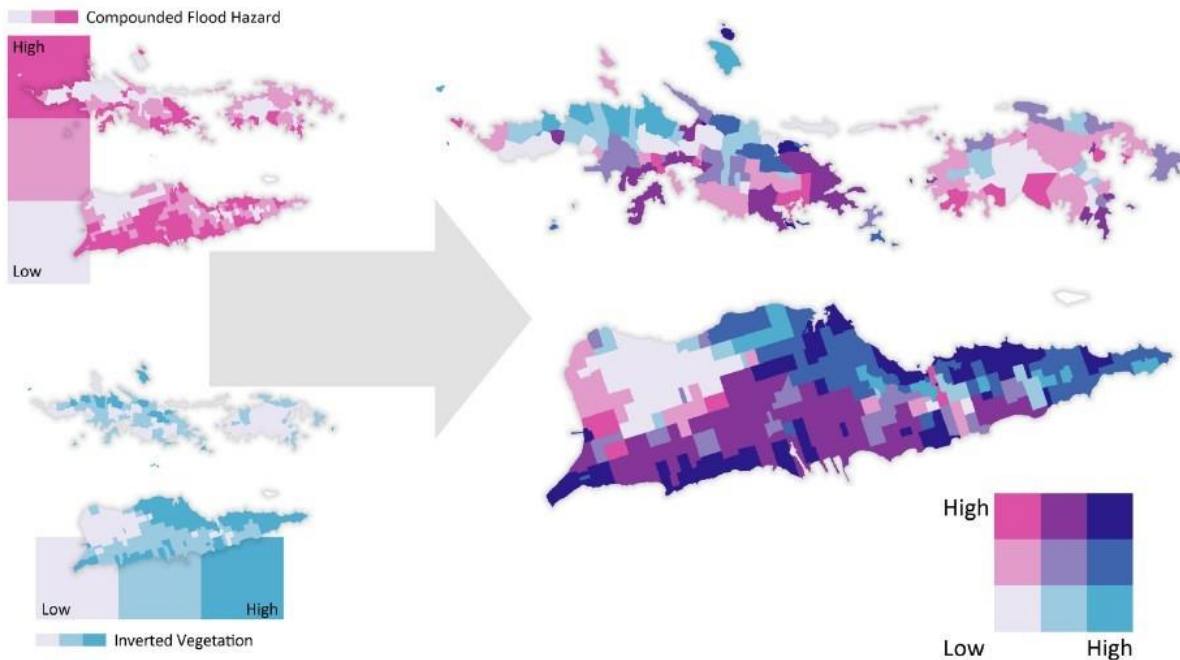 Compounded Flood Hazard
High
Low
Low
High
Inverted Vegetation
High
Low
High